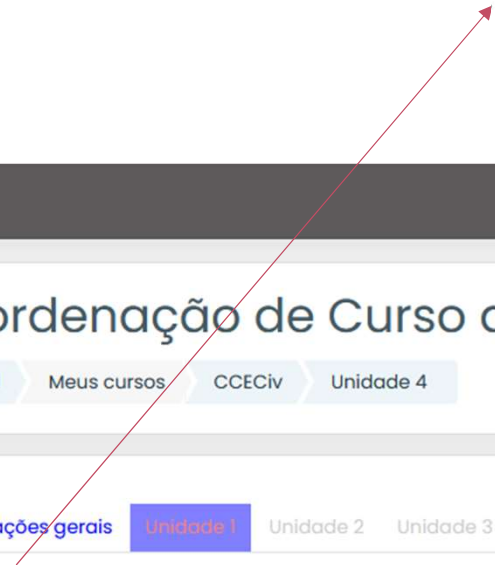 ordenação de Curso
Meus cursos CCECiv Unidade 4
ações gerais Unidade 1 Unidade 2 Unidade 3